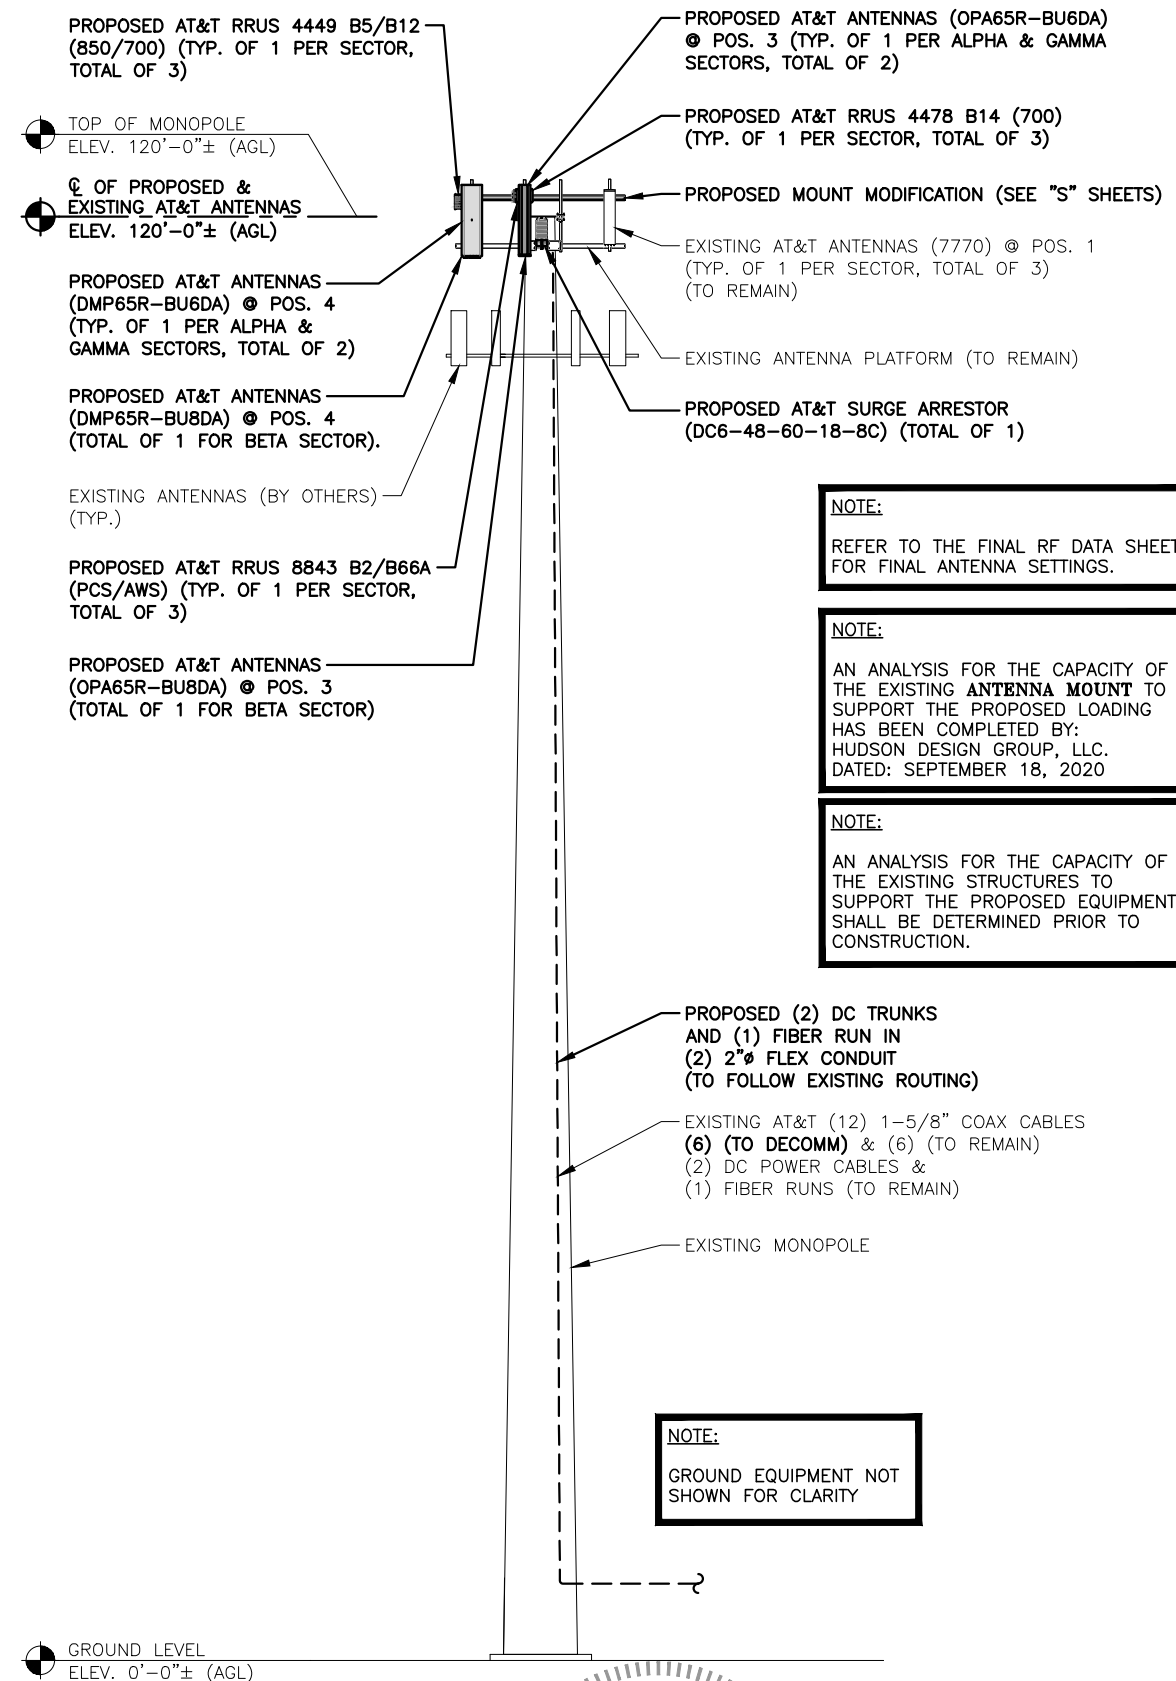 PROPOSED AT&T RRUS 4449 B5/B12
(850/700) (TYP. OF 1 PER SECTOR,
TOTAL OF 3)
TOP OF MONOPOLE
ELEV. 120'-0"± (AGL)
℄ OF PROPOSED &
EXISTING AT&T ANTENNAS
ELEV. 120'-0"± (AGL)
PROPOSED AT&T ANTENNAS
(DMP65R-BU6DA) @ POS. 4
(TYP. OF 1 PER ALPHA &
GAMMA SECTORS, TOTAL OF 2)
PROPOSED AT&T ANTENNAS
(DMP65R-BU8DA) @ POS. 4
(TOTAL OF 1 FOR BETA SECTOR).
EXISTING ANTENNAS (BY OTHERS)
(TYP.)
PROPOSED AT&T RRUS 8843 B2/B66A
(PCS/AWS) (TYP. OF 1 PER SECTOR,
TOTAL OF 3)
PROPOSED AT&T ANTENNAS
(OPA65R-BU8DA) @ POS. 3
(TOTAL OF 1 FOR BETA SECTOR)
PROPOSED AT&T ANTENNAS (OPA65R-BU6DA)
@ POS. 3 (TYP. OF 1 PER ALPHA & GAMMA
SECTORS, TOTAL OF 2)
PROPOSED AT&T RRUS 4478 B14 (700)
(TYP. OF 1 PER SECTOR, TOTAL OF 3)
PROPOSED MOUNT MODIFICATION (SEE "S" SHEETS)
EXISTING AT&T ANTENNAS (7770) @ POS. 1
(TYP. OF 1 PER SECTOR, TOTAL OF 3)
(TO REMAIN)
EXISTING ANTENNA PLATFORM (TO REMAIN)
PROPOSED AT&T SURGE ARRESTOR
(DC6-48-60-18-8C) (TOTAL OF 1)
NOTE:
REFER TO THE FINAL RF DATA SHEET
FOR FINAL ANTENNA SETTINGS.
NOTE:
AN ANALYSIS FOR THE CAPACITY OF
THE EXISTING ANTENNA MOUNT TO
SUPPORT THE PROPOSED LOADING
HAS BEEN COMPLETED BY:
HUDSON DESIGN GROUP, LLC.
DATED: SEPTEMBER 18, 2020
NOTE:
AN ANALYSIS FOR THE CAPACITY OF
THE EXISTING STRUCTURES TO
SUPPORT THE PROPOSED EQUIPMENT
SHALL BE DETERMINED PRIOR TO
CONSTRUCTION.
PROPOSED (2) DC TRUNKS
AND (1) FIBER RUN IN
(2) 2"ø FLEX CONDUIT
(TO FOLLOW EXISTING ROUTING)
EXISTING AT&T (12) 1-5/8" COAX CABLES
(6) (TO DECOMM) & (6) (TO REMAIN)
(2) DC POWER CABLES &
(1) FIBER RUNS (TO REMAIN)
EXISTING MONOPOLE
NOTE:
GROUND EQUIPMENT NOT
SHOWN FOR CLARITY
GROUND LEVEL
ELEV. 0'-0"± (AGL)